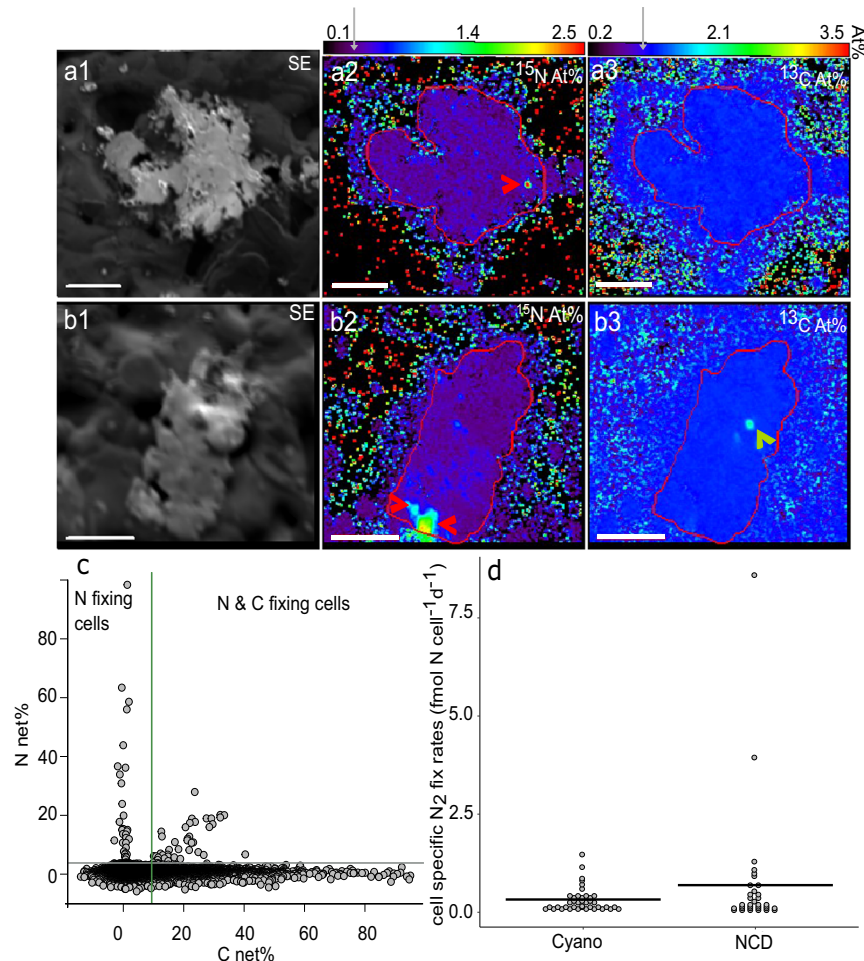 0.1 1.4 2.5 0.2 2.1 3.5 At%
a1 SE a2 ¹⁵N At% a3 ¹³C At%
b1 SE b2 ¹⁵N At% b3 ¹³C At%
c
N fixing
cells
N & C fixing cells
N net%
80
60
40
20
0
0 20 40 60 80
C net%
d
cell specific N₂ fix rates (fmol N cell⁻¹d⁻¹)
7.5
5.0
2.5
0.0
Cyano NCD